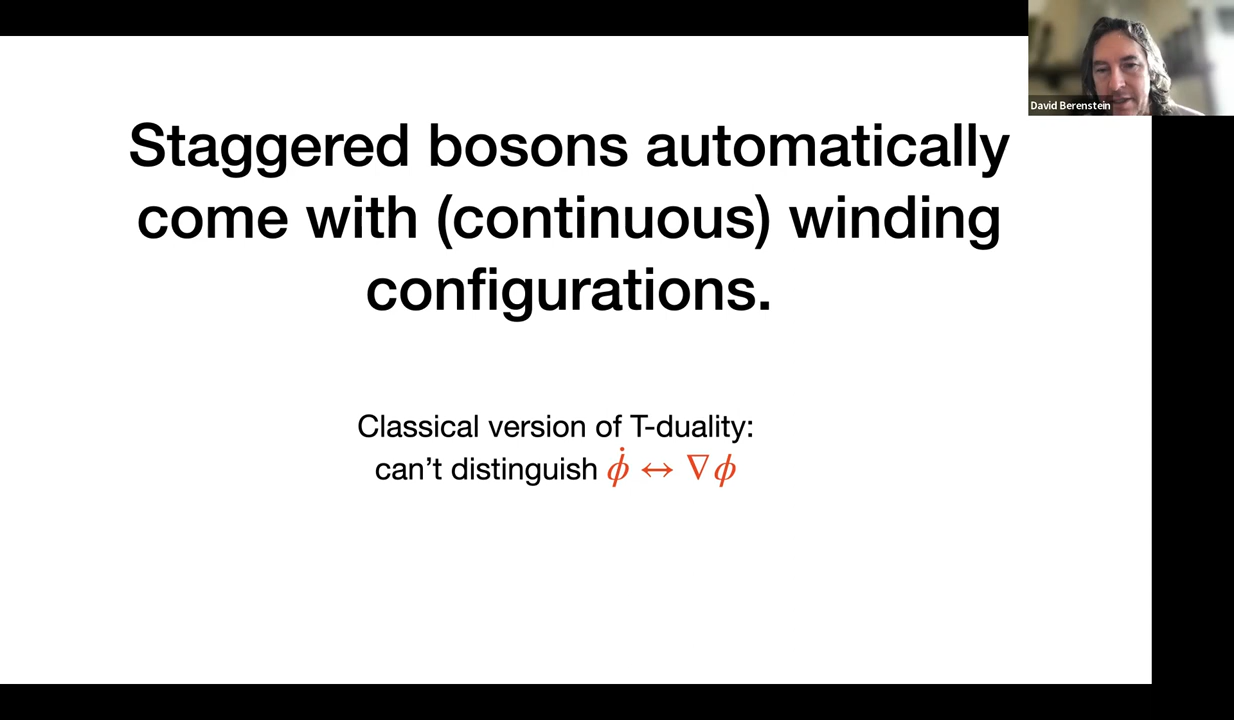 Staggered bosons automatically
come with (continuous) winding
configurations.
Classical version of T-duality:
can’t distinguish ϕ̇ ↔ ∇ϕ
David Berenstein